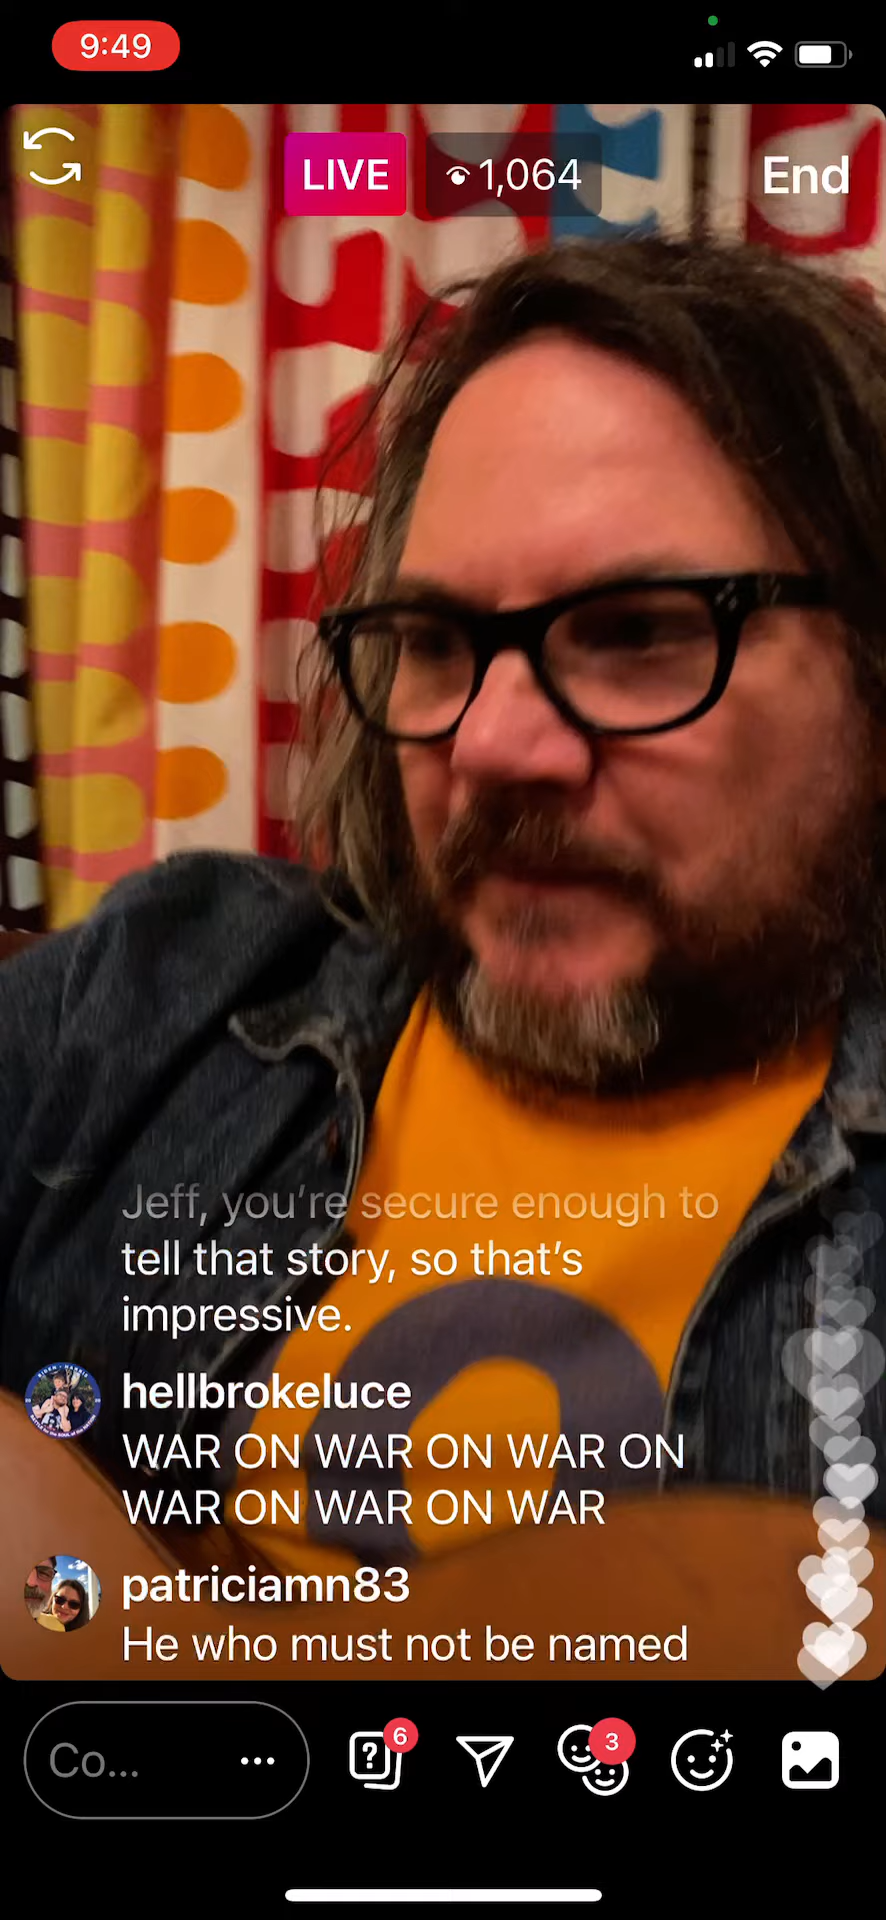 9:49
LIVE
1,064
End
Jeff, you're secure enough to
tell that story, so that's
impressive.
hellbrokeluce
WAR ON WAR ON WAR ON
WAR ON WAR ON WAR
patriciamn83
He who must not be named
Co...
6
?
3